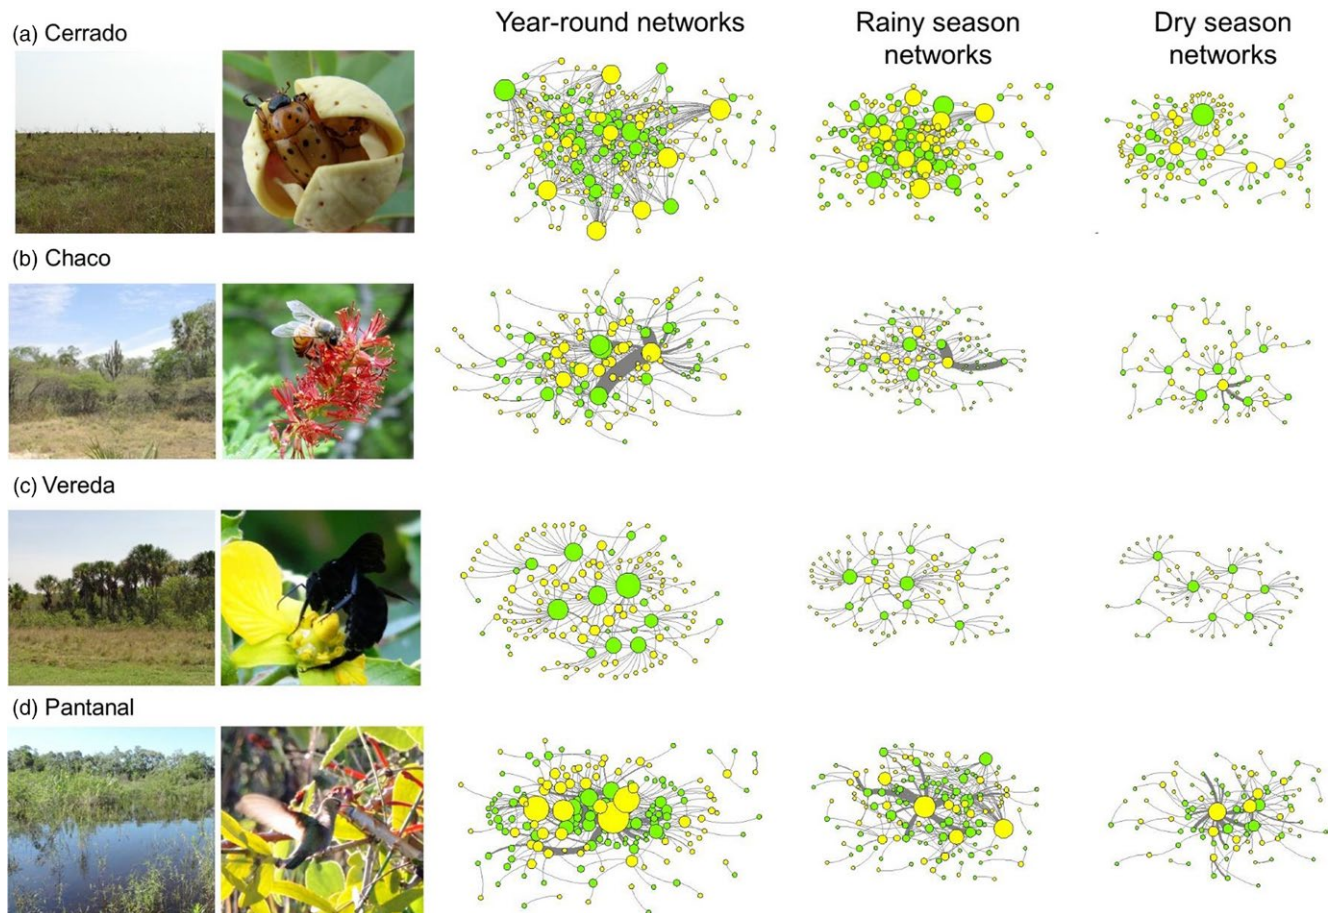 (a) Cerrado
Year-round networks
Rainy season
networks
Dry season
networks
(b) Chaco
(c) Vereda
(d) Pantanal